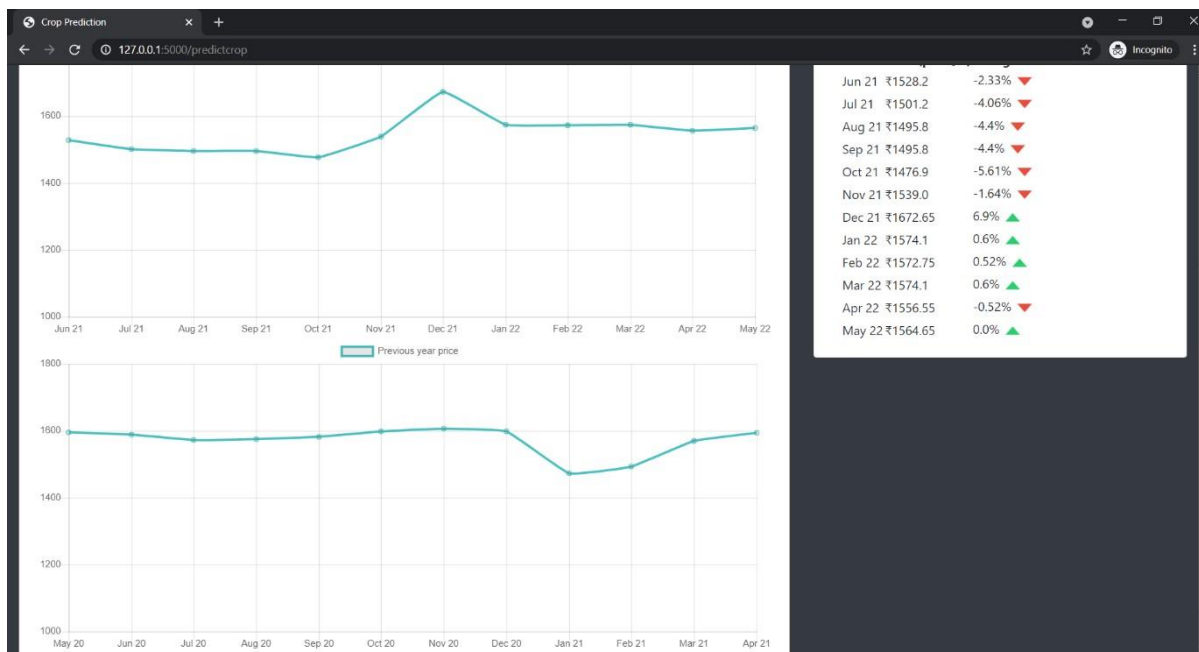 Crop Prediction
127.0.0.1:5000/predictcrop
Incognito
1600
1400
1200
1000
Jun 21 Jul 21 Aug 21 Sep 21 Oct 21 Nov 21 Dec 21 Jan 22 Feb 22 Mar 22 Apr 22 May 22
Previous year price
1800
1600
1400
1200
1000
May 20 Jun 20 Jul 20 Aug 20 Sep 20 Oct 20 Nov 20 Dec 20 Jan 21 Feb 21 Mar 21 Apr 21
Jun 21 ₹1528.2 -2.33%
Jul 21 ₹1501.2 -4.06%
Aug 21 ₹1495.8 -4.4%
Sep 21 ₹1495.8 -4.4%
Oct 21 ₹1476.9 -5.61%
Nov 21 ₹1539.0 -1.64%
Dec 21 ₹1672.65 6.9%
Jan 22 ₹1574.1 0.6%
Feb 22 ₹1572.75 0.52%
Mar 22 ₹1574.1 0.6%
Apr 22 ₹1556.55 -0.52%
May 22 ₹1564.65 0.0%